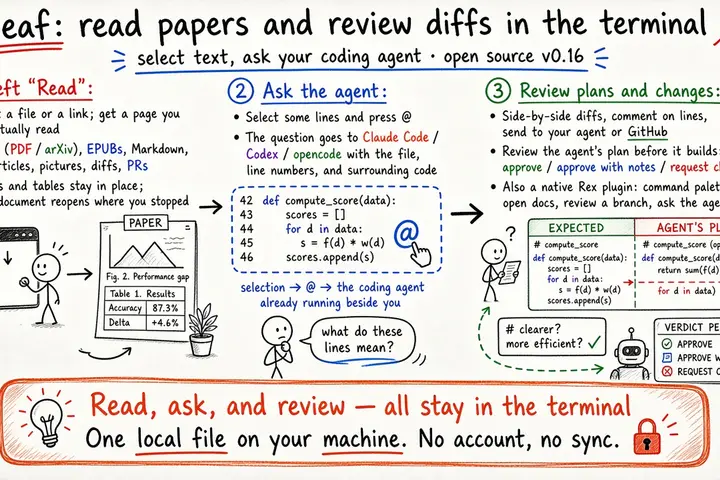 eaf: read papers and review diffs in the terminal
select text, ask your coding agent · open source v0.16
eft “Read”:
t a file or a link; get a page you
tually read
(PDF / arXiv), EPUBs, Markdown,
rticles, pictures, diffs, PRs
s and tables stay in place;
document reopens where you stopped
PAPER
Fig. 2. Performance gap
Table 1. Results
Accuracy 87.3%
Delta +4.6%
2 Ask the agent:
• Select some lines and press @
• The question goes to Claude Code /
Codex / opencode with the file,
line numbers, and surrounding code
42 def compute_score(data):
43 scores = []
44 for d in data:
45 s = f(d) * w(d)
46 scores.append(s)
@
selection → @ → the coding agent
already running beside you
what do these
lines mean?
3 Review plans and changes:
• Side-by-side diffs, comment on lines,
send to your agent or GitHub
• Review the agent's plan before it builds:
approve / approve with notes / request c
• Also a native Rex plugin: command palet
open docs, review a branch, ask the age
?
EXPECTED
# compute_score
def compute_score(data):
scores = []
for d in data:
s = f(d) * w(d)
scores.append(s)
AGENT'S PL
# compute_score (op
def compute_score(d
return sum(f(d)
for d in data)
# clearer?
more efficient? ✓
VERDICT PE
APPROVE
APPROVE W
REQUEST C
Read, ask, and review — all stay in the terminal
One local file on your machine. No account, no sync.